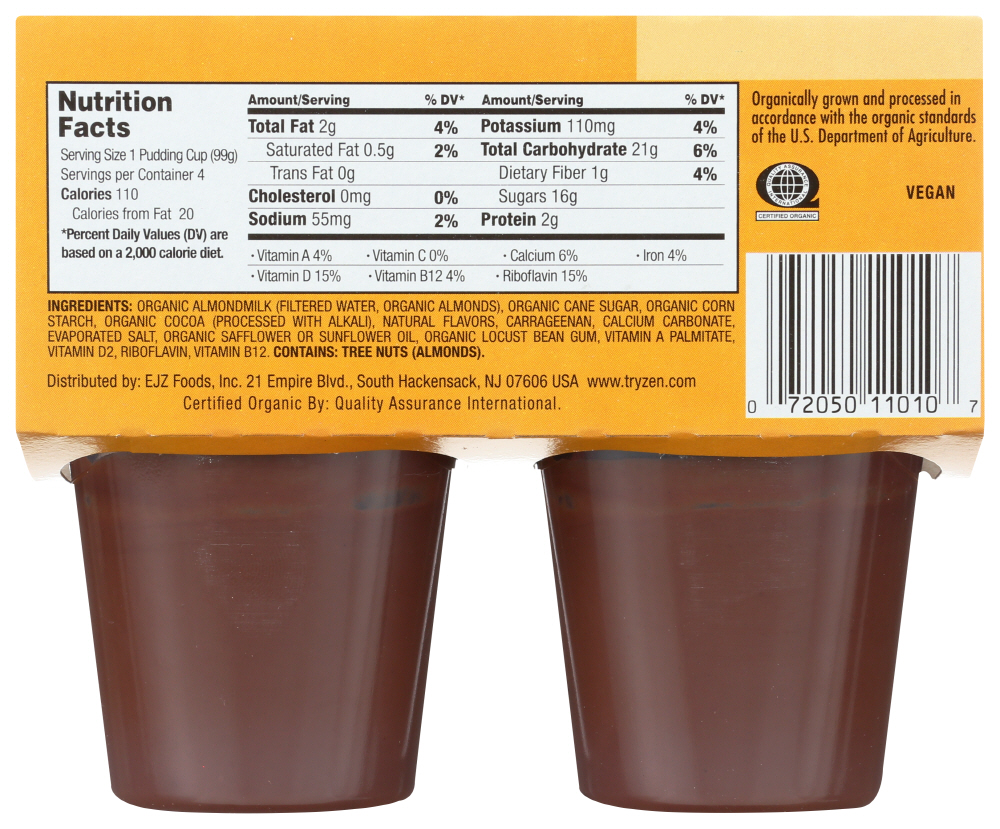 Nutrition
Facts
Serving Size 1 Pudding Cup (99g)
Servings per Container 4
Calories 110
Calories from Fat 20
*Percent Daily Values (DV) are
based on a 2,000 calorie diet.
Amount/Serving % DV* Amount/Serving % DV*
Total Fat 2g 4% Potassium 110mg 4%
Saturated Fat 0.5g 2% Total Carbohydrate 21g 6%
Trans Fat 0g Dietary Fiber 1g 4%
Cholesterol 0mg 0% Sugars 16g
Sodium 55mg 2% Protein 2g
· Vitamin A 4% · Vitamin C 0% · Calcium 6% · Iron 4%
· Vitamin D 15% · Vitamin B12 4% · Riboflavin 15%
INGREDIENTS: ORGANIC ALMONDMILK (FILTERED WATER, ORGANIC ALMONDS), ORGANIC CANE SUGAR, ORGANIC CORN
STARCH, ORGANIC COCOA (PROCESSED WITH ALKALI), NATURAL FLAVORS, CARRAGEENAN, CALCIUM CARBONATE,
EVAPORATED SALT, ORGANIC SAFFLOWER OR SUNFLOWER OIL, ORGANIC LOCUST BEAN GUM, VITAMIN A PALMITATE,
VITAMIN D2, RIBOFLAVIN, VITAMIN B12. CONTAINS: TREE NUTS (ALMONDS).
Distributed by: EJZ Foods, Inc. 21 Empire Blvd., South Hackensack, NJ 07606 USA www.tryzen.com
Certified Organic By: Quality Assurance International.
Organically grown and processed in
accordance with the organic standards
of the U.S. Department of Agriculture.
QUALITY ASSURANCE
INTERNATIONAL
CERTIFIED ORGANIC
VEGAN
0 72050 11010 7